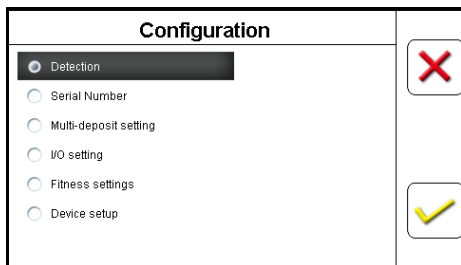 Configuration
Detection
Serial Number
Multi-deposit setting
I/O setting
Fitness settings
Device setup